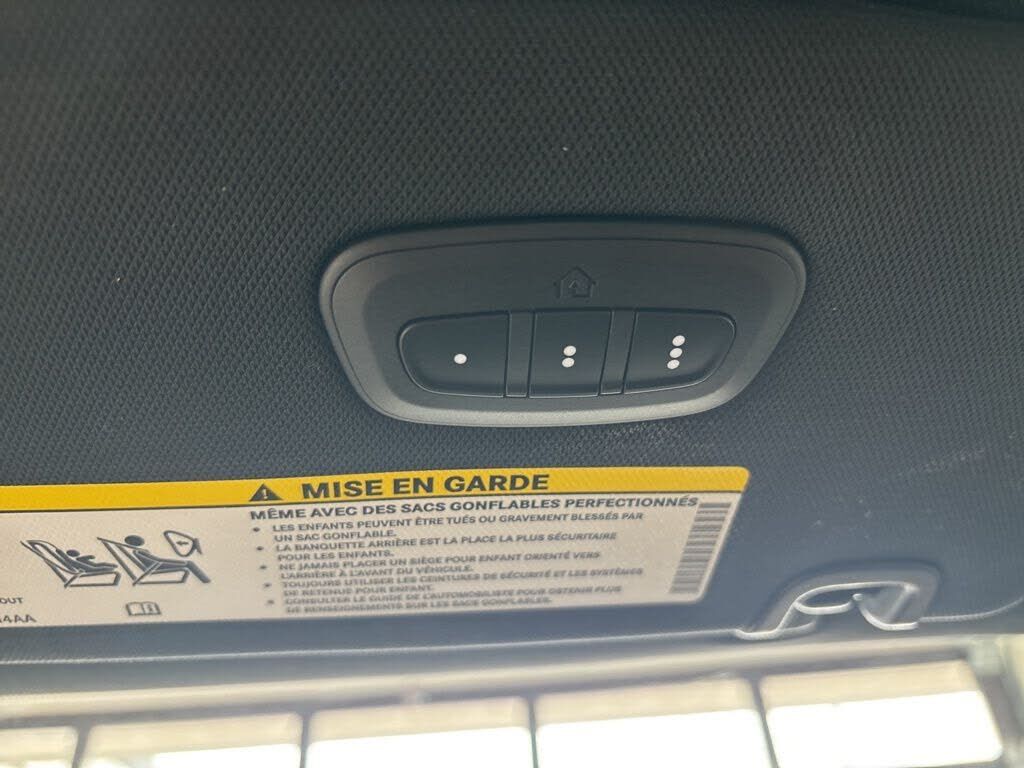 MISE EN GARDE
MÊME AVEC DES SACS GONFLABLES PERFECTIONNÉS
• LES ENFANTS PEUVENT ÊTRE TUÉS OU GRAVEMENT BLESSÉS PAR
UN SAC GONFLABLE.
• LA BANQUETTE ARRIÈRE EST LA PLACE LA PLUS SÉCURITAIRE
POUR LES ENFANTS.
• NE JAMAIS PLACER UN SIÈGE POUR ENFANT ORIENTÉ VERS
L'ARRIÈRE À L'AVANT DU VÉHICULE.
• TOUJOURS UTILISER LES CEINTURES DE SÉCURITÉ ET LES SYSTÈMES
DE RETENUE POUR ENFANT.
• CONSULTER LE GUIDE DE L'AUTOMOBILISTE POUR OBTENIR PLUS
DE RENSEIGNEMENTS SUR LES SACS GONFLABLES.
OUT
4AA